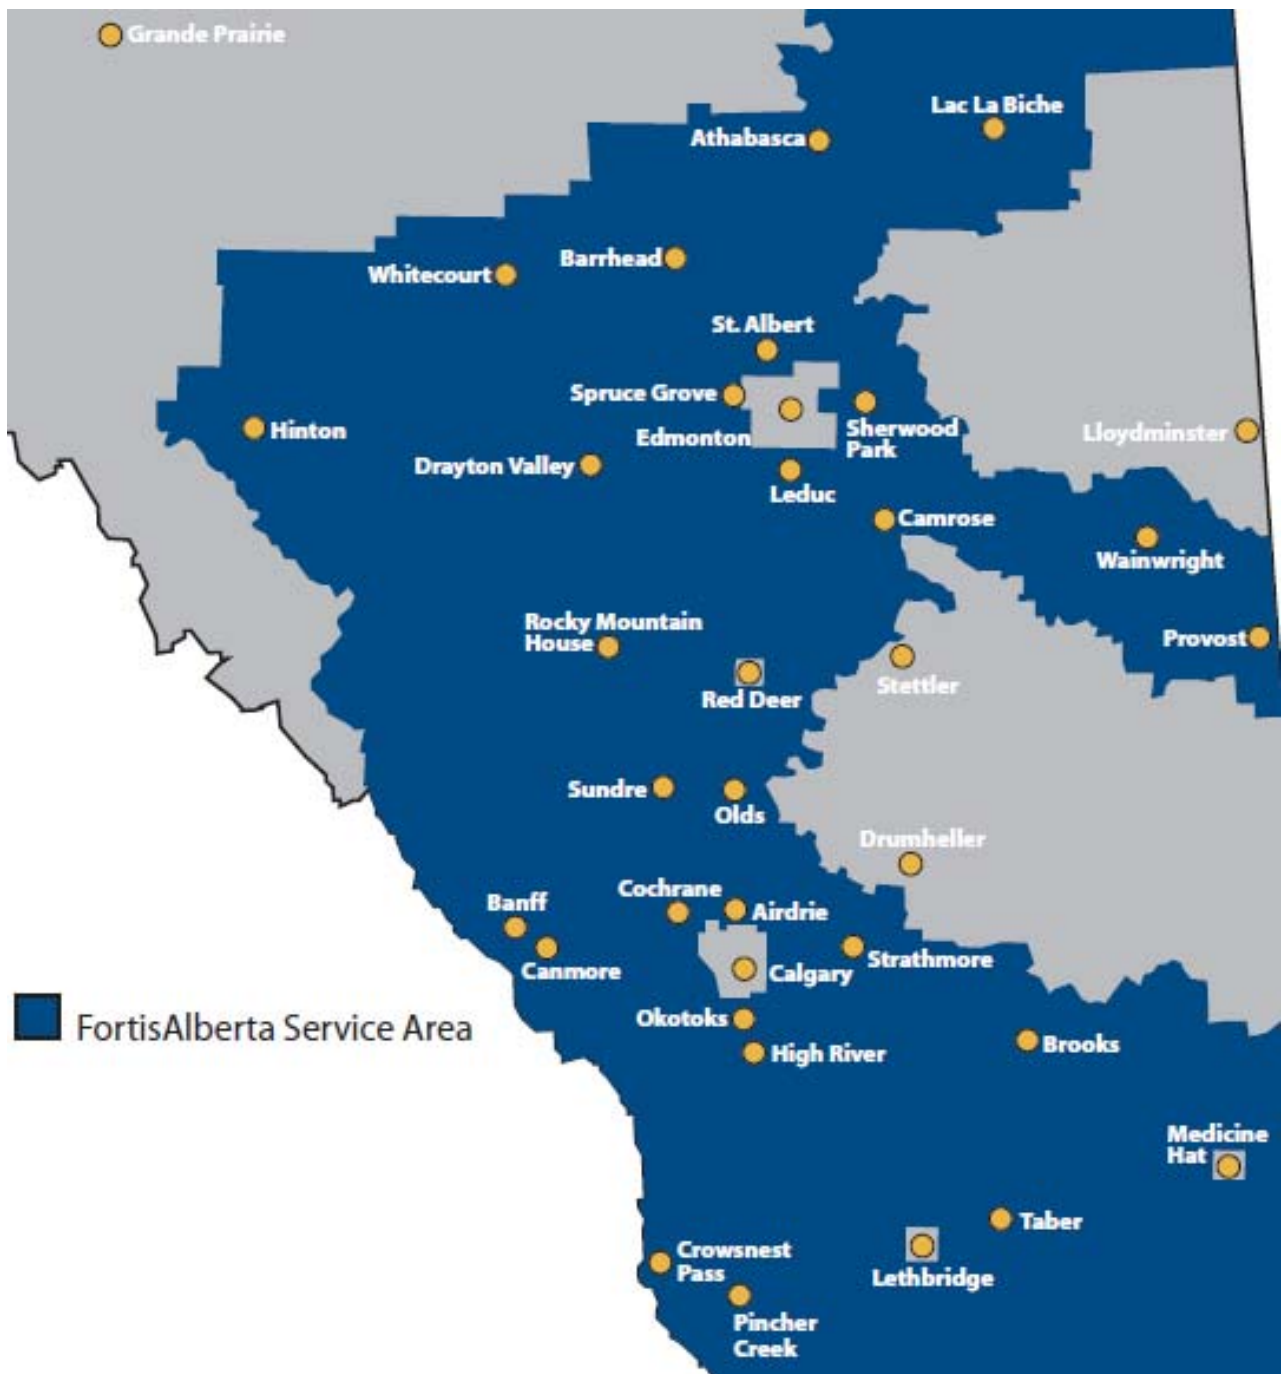 Grande Prairie
Lac La Biche
Athabasca
Barrhead
Whitecourt
St. Albert
Spruce Grove
Edmonton
Sherwood
Park
Hinton
Lloydminster
Drayton Valley
Leduc
Camrose
Wainwright
Rocky Mountain
House
Provost
Red Deer
Stettler
Sundre
Olds
Drumheller
Cochrane
Banff
Airdrie
Canmore
Calgary
Strathmore
Okotoks
FortisAlberta Service Area
High River
Brooks
Medicine
Hat
Taber
Crowsnest
Pass
Lethbridge
Pincher
Creek